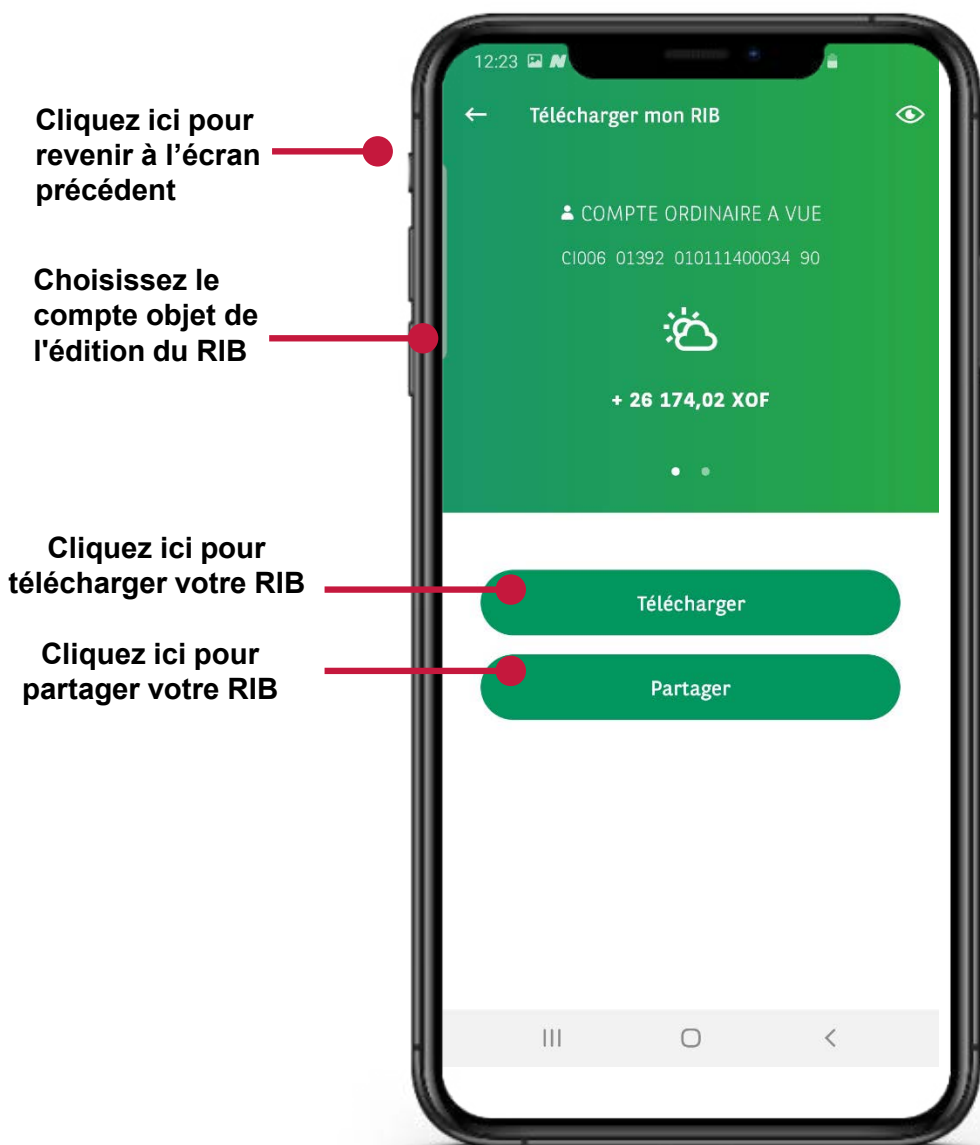 12:23
Télécharger mon RIB
Cliquez ici pour
revenir à l’écran
précédent
COMPTE ORDINAIRE A VUE
CI006 01392 010111400034 90
Choisissez le
compte objet de
l'édition du RIB
+ 26 174,02 XOF
Cliquez ici pour
télécharger votre RIB
Télécharger
Cliquez ici pour
partager votre RIB
Partager